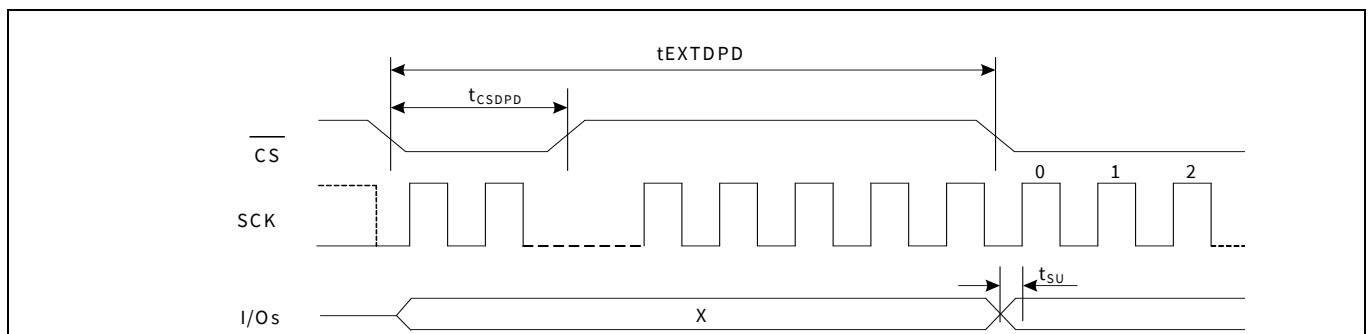 tEXTDPD
tCSDPD
CS
0 1 2
SCK
tSU
I/Os X